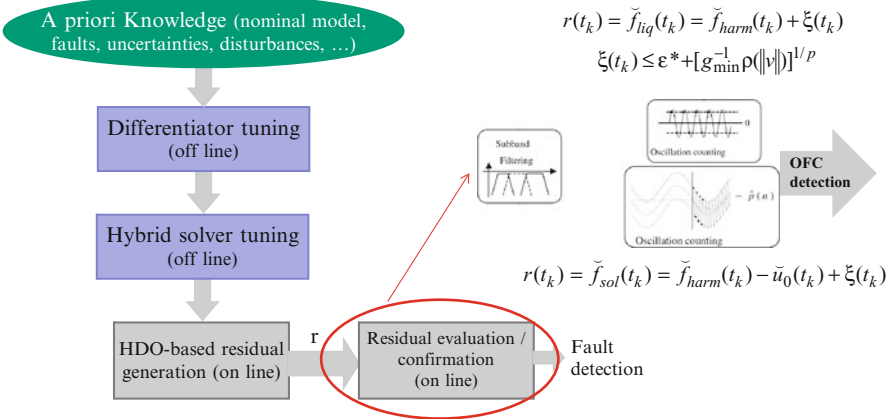 A priori Knowledge (nominal model,
faults, uncertainties, disturbances, ...)
Differentiator tuning
(off line)
Hybrid solver tuning
(off line)
HDO-based residual
generation (on line)
r
Residual evaluation /
confirmation
(on line)
Fault
detection
r(t_k) = f̆_liq(t_k) = f̆_harm(t_k) + ξ(t_k)
ξ(t_k) ≤ ε* + [g_min^{-1} ρ(‖v‖)]^{1/p}
Subband
Filtering
0
Oscillation counting
p̂(n)
Oscillation counting
OFC
detection
r(t_k) = f̆_sol(t_k) = f̆_harm(t_k) − ŭ_0(t_k) + ξ(t_k)